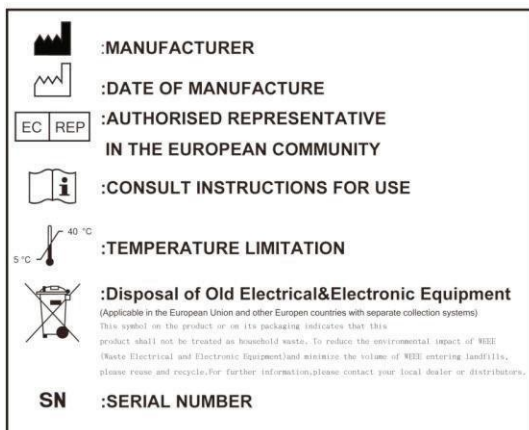 :MANUFACTURER
:DATE OF MANUFACTURE
EC REP :AUTHORISED REPRESENTATIVE
IN THE EUROPEAN COMMUNITY
i :CONSULT INSTRUCTIONS FOR USE
40 °C
5 °C
:TEMPERATURE LIMITATION
:Disposal of Old Electrical&Electronic Equipment
(Applicable in the European Union and other Europen countries with separate collection systems)
This symbol on the product or on its packaging indicates that this
product shall not be treated as household waste. To reduce the environmental impact of WEEE
(Waste Electrical and Electronic Equipment)and minimize the volume of WEEE entering landfills,
please reuse and recycle.For further information,please contact your local dealer or distributors.
SN :SERIAL NUMBER